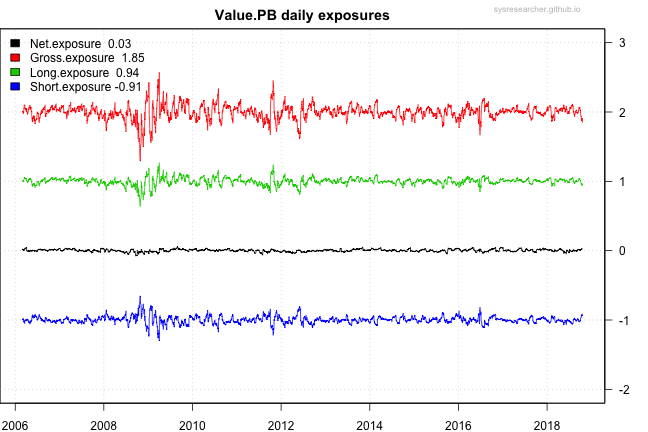 Value.PB daily exposures
sysresearcher.github.io
Net.exposure 0.03
Gross.exposure 1.85
Long.exposure 0.94
Short.exposure -0.91
3
2
1
0
-1
-2
2006 2008 2010 2012 2014 2016 2018